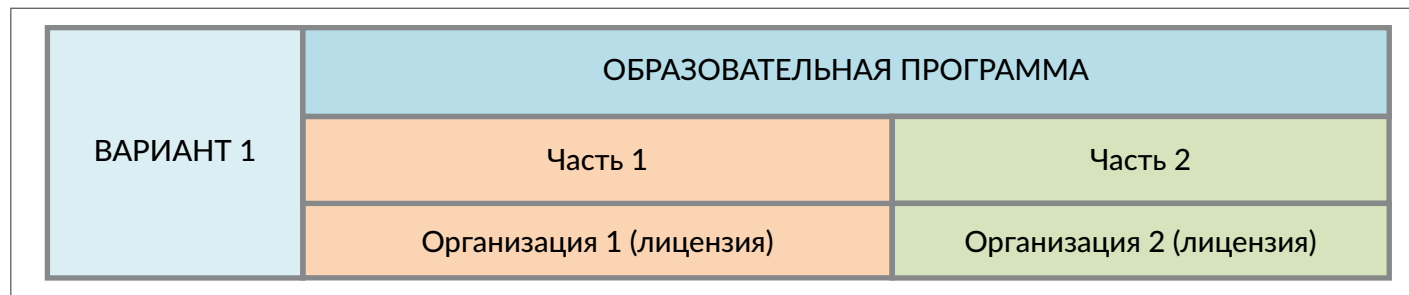 ОБРАЗОВАТЕЛЬНАЯ ПРОГРАММА
ВАРИАНТ 1
Часть 1
Часть 2
Организация 1 (лицензия)
Организация 2 (лицензия)